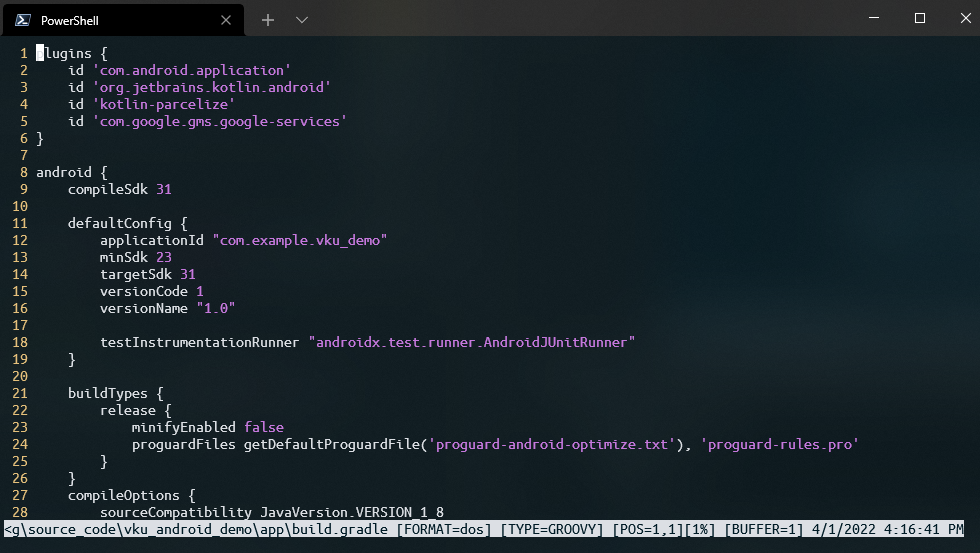 PowerShell
1 plugins {
2     id 'com.android.application'
3     id 'org.jetbrains.kotlin.android'
4     id 'kotlin-parcelize'
5     id 'com.google.gms.google-services'
6 }
7
8 android {
9     compileSdk 31
10
11     defaultConfig {
12         applicationId "com.example.vku_demo"
13         minSdk 23
14         targetSdk 31
15         versionCode 1
16         versionName "1.0"
17
18         testInstrumentationRunner "androidx.test.runner.AndroidJUnitRunner"
19     }
20
21     buildTypes {
22         release {
23             minifyEnabled false
24             proguardFiles getDefaultProguardFile('proguard-android-optimize.txt'), 'proguard-rules.pro'
25         }
26     }
27     compileOptions {
28         sourceCompatibility JavaVersion.VERSION_1_8
<g\source_code\vku_android_demo\app\build.gradle [FORMAT=dos] [TYPE=GROOVY] [POS=1,1][1%] [BUFFER=1] 4/1/2022 4:16:41 PM